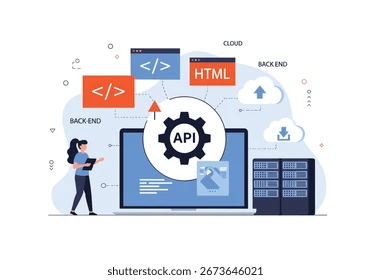 CLOUD
</>
BACK END
</>
HTML
BACK-END
API
shutterstock.com · 2673646021